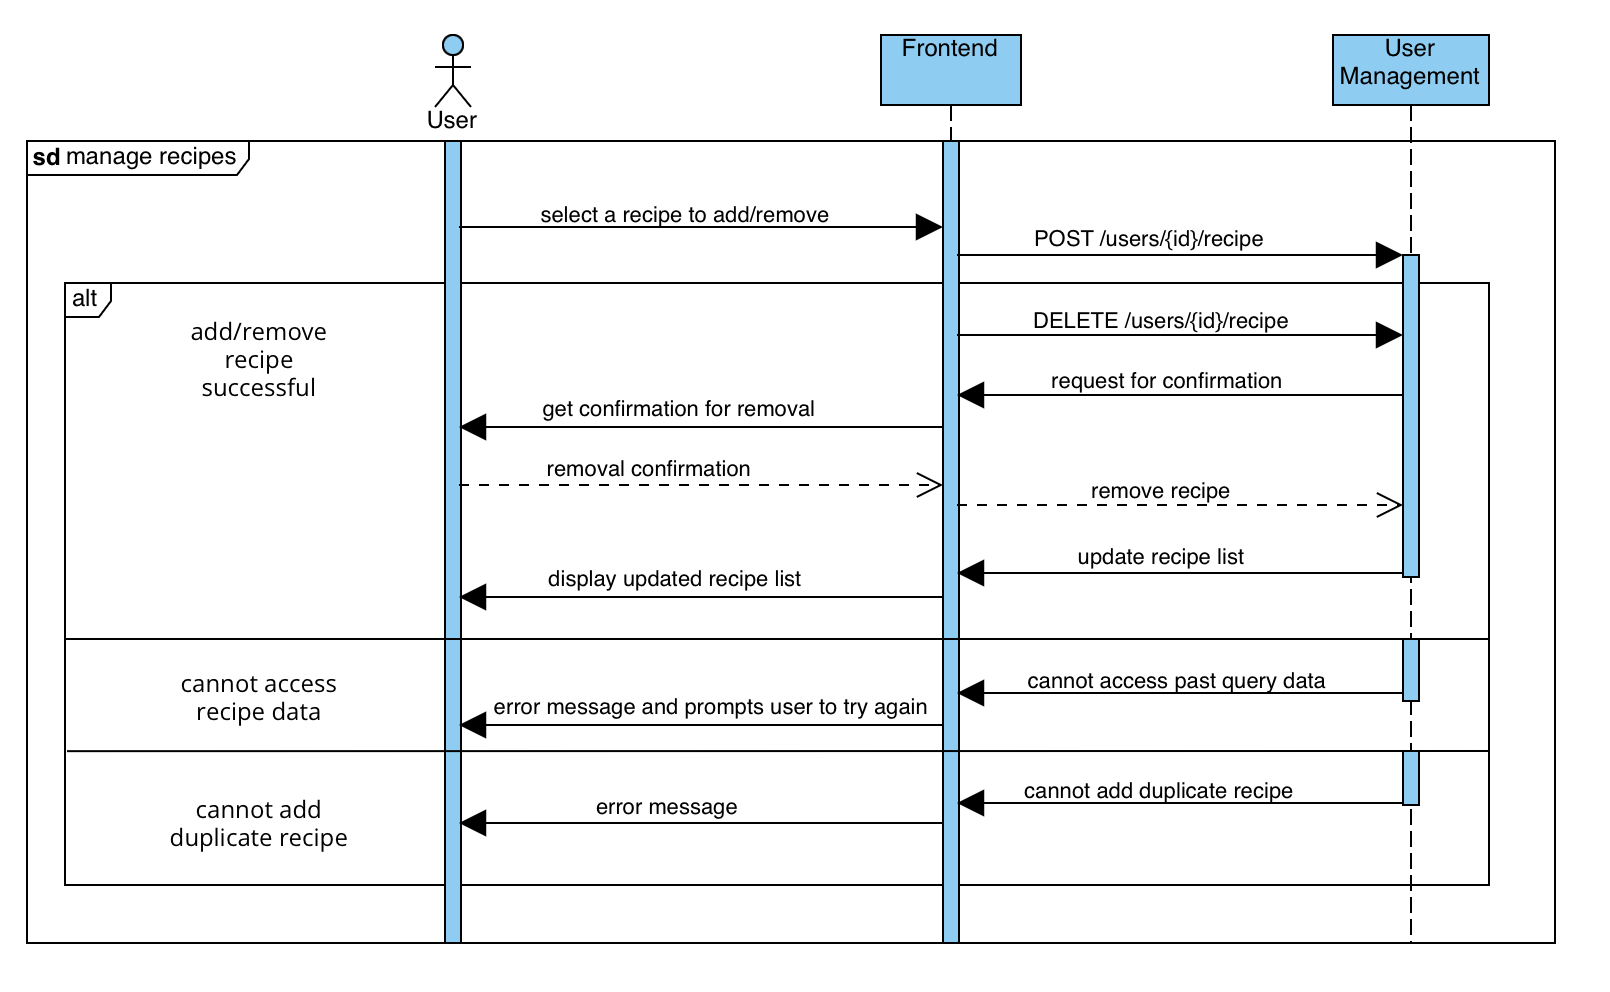 User
Frontend
User
Management
sd manage recipes
select a recipe to add/remove
POST /users/{id}/recipe
alt
add/remove
recipe
successful
DELETE /users/{id}/recipe
request for confirmation
get confirmation for removal
removal confirmation
remove recipe
update recipe list
display updated recipe list
cannot access
recipe data
cannot access past query data
error message and prompts user to try again
cannot add
duplicate recipe
cannot add duplicate recipe
error message